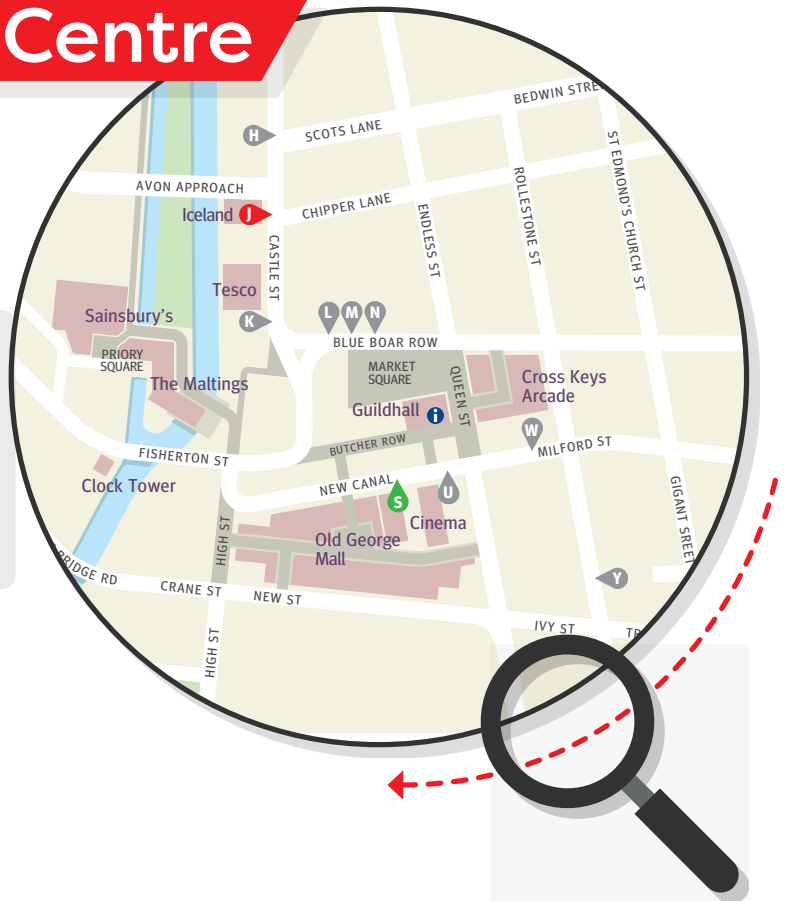 Centre
BEDWIN STRE
SCOTS LANE
H
ST EDMOND'S CHURCH ST
AVON APPROACH
ROLLESTONE ST
CHIPPER LANE
Iceland
J
ENDLESS ST
CASTLE ST
Tesco
Sainsbury's
K
L
M
N
BLUE BOAR ROW
PRIORY
SQUARE
MARKET
SQUARE
The Maltings
QUEEN ST
Cross Keys
Arcade
Guildhall
i
W
BUTCHER ROW
MILFORD ST
FISHERTON ST
Clock Tower
NEW CANAL
S
U
GIGANT SREET
Cinema
HIGH ST
Old George
Mall
BRIDGE RD
CRANE ST
NEW ST
Y
IVY ST
TR
HIGH ST